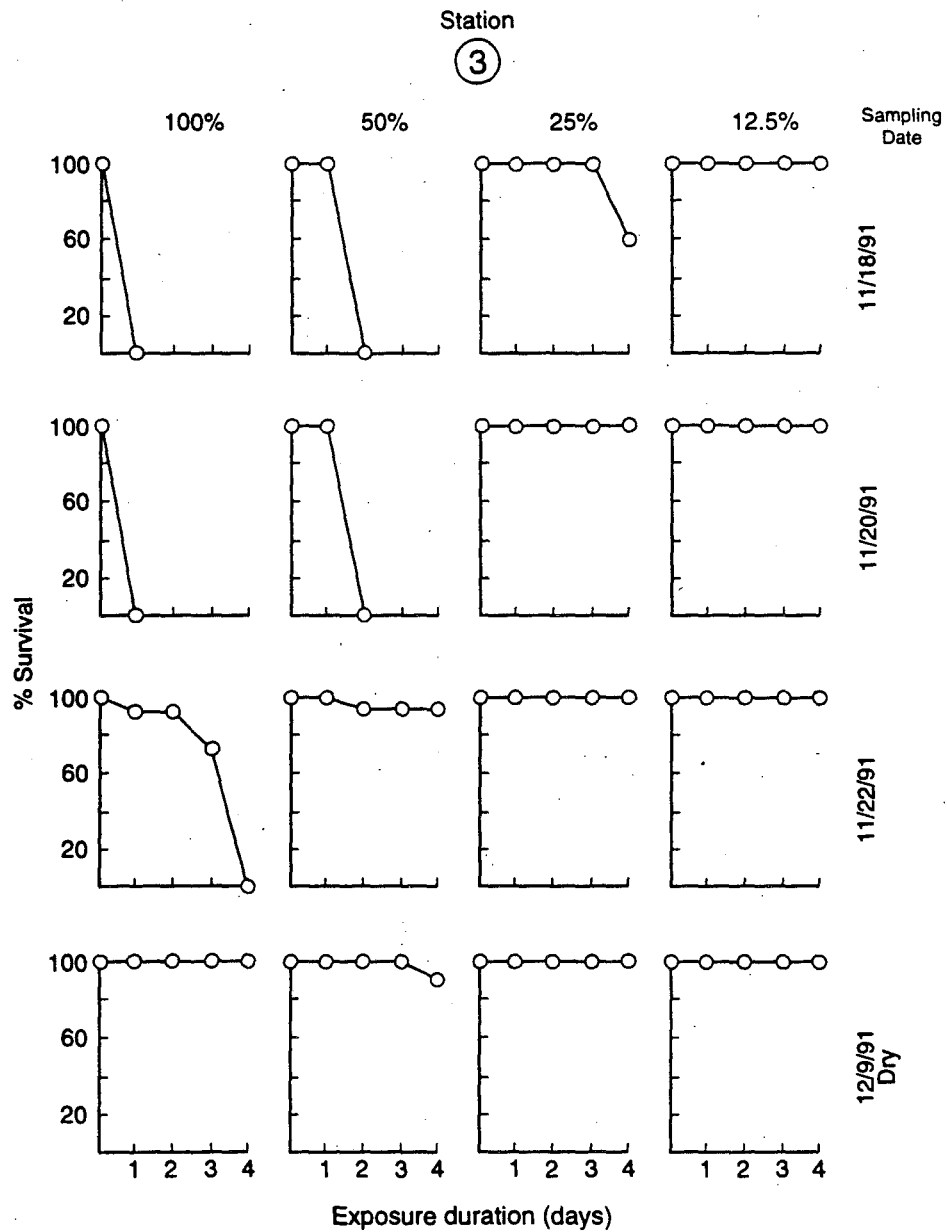 Station
3
100% 50% 25% 12.5% Sampling
Date
100
60
20
11/18/91
100
60
20
11/20/91
% Survival
100
60
20
11/22/91
100
60
20
12/9/91
Dry
1 2 3 4 1 2 3 4 1 2 3 4 1 2 3 4
Exposure duration (days)